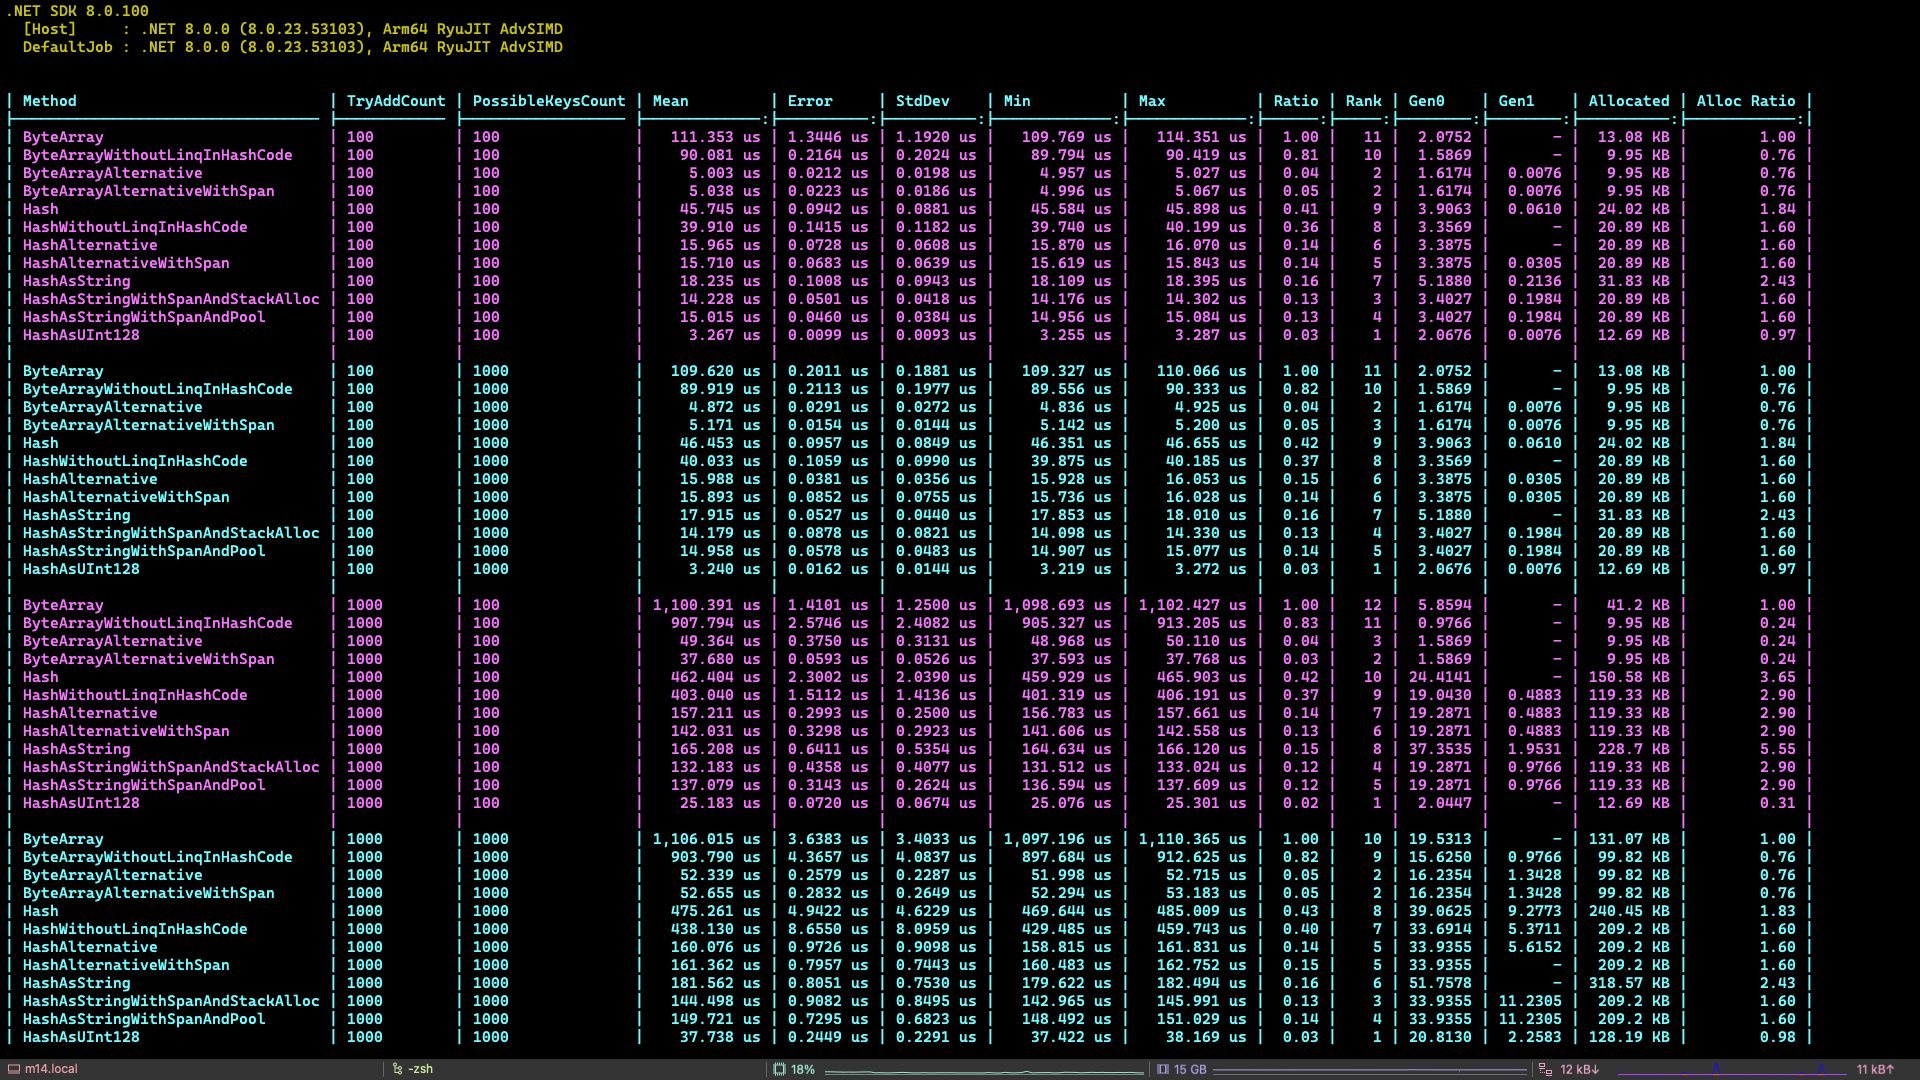 .NET SDK 8.0.100
[Host]     : .NET 8.0.0 (8.0.23.53103), Arm64 RyuJIT AdvSIMD
DefaultJob : .NET 8.0.0 (8.0.23.53103), Arm64 RyuJIT AdvSIMD
| Method | TryAddCount | PossibleKeysCount | Mean | Error | StdDev | Min | Max | Ratio | Rank | Gen0 | Gen1 | Allocated | Alloc Ratio |
| ByteArray | 100 | 100 | 111.353 us | 1.3446 us | 1.1920 us | 109.769 us | 114.351 us | 1.00 | 11 | 2.0752 | - | 13.08 KB | 1.00 |
| ByteArrayWithoutLinqInHashCode | 100 | 100 | 90.081 us | 0.2164 us | 0.2024 us | 89.794 us | 90.419 us | 0.81 | 10 | 1.5869 | - | 9.95 KB | 0.76 |
| ByteArrayAlternative | 100 | 100 | 5.003 us | 0.0212 us | 0.0198 us | 4.957 us | 5.027 us | 0.04 | 2 | 1.6174 | 0.0076 | 9.95 KB | 0.76 |
| ByteArrayAlternativeWithSpan | 100 | 100 | 5.038 us | 0.0223 us | 0.0186 us | 4.996 us | 5.067 us | 0.05 | 2 | 1.6174 | 0.0076 | 9.95 KB | 0.76 |
| Hash | 100 | 100 | 45.745 us | 0.0942 us | 0.0881 us | 45.584 us | 45.898 us | 0.41 | 9 | 3.9063 | 0.0610 | 24.02 KB | 1.84 |
| HashWithoutLinqInHashCode | 100 | 100 | 39.910 us | 0.1415 us | 0.1182 us | 39.740 us | 40.199 us | 0.36 | 8 | 3.3569 | - | 20.89 KB | 1.60 |
| HashAlternative | 100 | 100 | 15.965 us | 0.0728 us | 0.0608 us | 15.870 us | 16.070 us | 0.14 | 6 | 3.3875 | - | 20.89 KB | 1.60 |
| HashAlternativeWithSpan | 100 | 100 | 15.710 us | 0.0683 us | 0.0639 us | 15.619 us | 15.843 us | 0.14 | 5 | 3.3875 | 0.0305 | 20.89 KB | 1.60 |
| HashAsString | 100 | 100 | 18.235 us | 0.1008 us | 0.0943 us | 18.109 us | 18.395 us | 0.16 | 7 | 5.1880 | 0.2136 | 31.83 KB | 2.43 |
| HashAsStringWithSpanAndStackAlloc | 100 | 100 | 14.228 us | 0.0501 us | 0.0418 us | 14.176 us | 14.302 us | 0.13 | 3 | 3.4027 | 0.1984 | 20.89 KB | 1.60 |
| HashAsStringWithSpanAndPool | 100 | 100 | 15.015 us | 0.0460 us | 0.0384 us | 14.956 us | 15.084 us | 0.13 | 4 | 3.4027 | 0.1984 | 20.89 KB | 1.60 |
| HashAsUInt128 | 100 | 100 | 3.267 us | 0.0099 us | 0.0093 us | 3.255 us | 3.287 us | 0.03 | 1 | 2.0676 | 0.0076 | 12.69 KB | 0.97 |
| ByteArray | 100 | 1000 | 109.620 us | 0.2011 us | 0.1881 us | 109.327 us | 110.066 us | 1.00 | 11 | 2.0752 | - | 13.08 KB | 1.00 |
| ByteArrayWithoutLinqInHashCode | 100 | 1000 | 89.919 us | 0.2113 us | 0.1977 us | 89.556 us | 90.333 us | 0.82 | 10 | 1.5869 | - | 9.95 KB | 0.76 |
| ByteArrayAlternative | 100 | 1000 | 4.872 us | 0.0291 us | 0.0272 us | 4.836 us | 4.925 us | 0.04 | 2 | 1.6174 | 0.0076 | 9.95 KB | 0.76 |
| ByteArrayAlternativeWithSpan | 100 | 1000 | 5.171 us | 0.0154 us | 0.0144 us | 5.142 us | 5.200 us | 0.05 | 3 | 1.6174 | 0.0076 | 9.95 KB | 0.76 |
| Hash | 100 | 1000 | 46.453 us | 0.0957 us | 0.0849 us | 46.351 us | 46.655 us | 0.42 | 9 | 3.9063 | 0.0610 | 24.02 KB | 1.84 |
| HashWithoutLinqInHashCode | 100 | 1000 | 40.033 us | 0.1059 us | 0.0990 us | 39.875 us | 40.185 us | 0.37 | 8 | 3.3569 | - | 20.89 KB | 1.60 |
| HashAlternative | 100 | 1000 | 15.988 us | 0.0381 us | 0.0356 us | 15.928 us | 16.053 us | 0.15 | 6 | 3.3875 | 0.0305 | 20.89 KB | 1.60 |
| HashAlternativeWithSpan | 100 | 1000 | 15.893 us | 0.0852 us | 0.0755 us | 15.736 us | 16.028 us | 0.14 | 6 | 3.3875 | 0.0305 | 20.89 KB | 1.60 |
| HashAsString | 100 | 1000 | 17.915 us | 0.0527 us | 0.0440 us | 17.853 us | 18.010 us | 0.16 | 7 | 5.1880 | - | 31.83 KB | 2.43 |
| HashAsStringWithSpanAndStackAlloc | 100 | 1000 | 14.179 us | 0.0878 us | 0.0821 us | 14.098 us | 14.330 us | 0.13 | 4 | 3.4027 | 0.1984 | 20.89 KB | 1.60 |
| HashAsStringWithSpanAndPool | 100 | 1000 | 14.958 us | 0.0578 us | 0.0483 us | 14.907 us | 15.077 us | 0.14 | 5 | 3.4027 | 0.1984 | 20.89 KB | 1.60 |
| HashAsUInt128 | 100 | 1000 | 3.240 us | 0.0162 us | 0.0144 us | 3.219 us | 3.272 us | 0.03 | 1 | 2.0676 | 0.0076 | 12.69 KB | 0.97 |
| ByteArray | 1000 | 100 | 1,100.391 us | 1.4101 us | 1.2500 us | 1,098.693 us | 1,102.427 us | 1.00 | 12 | 5.8594 | - | 41.2 KB | 1.00 |
| ByteArrayWithoutLinqInHashCode | 1000 | 100 | 907.794 us | 2.5746 us | 2.4082 us | 905.327 us | 913.205 us | 0.83 | 11 | 0.9766 | - | 9.95 KB | 0.24 |
| ByteArrayAlternative | 1000 | 100 | 49.364 us | 0.3750 us | 0.3131 us | 48.968 us | 50.110 us | 0.04 | 3 | 1.5869 | - | 9.95 KB | 0.24 |
| ByteArrayAlternativeWithSpan | 1000 | 100 | 37.680 us | 0.0593 us | 0.0526 us | 37.593 us | 37.768 us | 0.03 | 2 | 1.5869 | - | 9.95 KB | 0.24 |
| Hash | 1000 | 100 | 462.404 us | 2.3002 us | 2.0390 us | 459.929 us | 465.903 us | 0.42 | 10 | 24.4141 | - | 150.58 KB | 3.65 |
| HashWithoutLinqInHashCode | 1000 | 100 | 403.040 us | 1.5112 us | 1.4136 us | 401.319 us | 406.191 us | 0.37 | 9 | 19.0430 | 0.4883 | 119.33 KB | 2.90 |
| HashAlternative | 1000 | 100 | 157.211 us | 0.2993 us | 0.2500 us | 156.783 us | 157.661 us | 0.14 | 7 | 19.2871 | 0.4883 | 119.33 KB | 2.90 |
| HashAlternativeWithSpan | 1000 | 100 | 142.031 us | 0.3298 us | 0.2923 us | 141.606 us | 142.558 us | 0.13 | 6 | 19.2871 | 0.4883 | 119.33 KB | 2.90 |
| HashAsString | 1000 | 100 | 165.208 us | 0.6411 us | 0.5354 us | 164.634 us | 166.120 us | 0.15 | 8 | 37.3535 | 1.9531 | 228.7 KB | 5.55 |
| HashAsStringWithSpanAndStackAlloc | 1000 | 100 | 132.183 us | 0.4358 us | 0.4077 us | 131.512 us | 133.024 us | 0.12 | 4 | 19.2871 | 0.9766 | 119.33 KB | 2.90 |
| HashAsStringWithSpanAndPool | 1000 | 100 | 137.079 us | 0.3143 us | 0.2624 us | 136.594 us | 137.609 us | 0.12 | 5 | 19.2871 | 0.9766 | 119.33 KB | 2.90 |
| HashAsUInt128 | 1000 | 100 | 25.183 us | 0.0720 us | 0.0674 us | 25.076 us | 25.301 us | 0.02 | 1 | 2.0447 | - | 12.69 KB | 0.31 |
| ByteArray | 1000 | 1000 | 1,106.015 us | 3.6383 us | 3.4033 us | 1,097.196 us | 1,110.365 us | 1.00 | 10 | 19.5313 | - | 131.07 KB | 1.00 |
| ByteArrayWithoutLinqInHashCode | 1000 | 1000 | 903.790 us | 4.3657 us | 4.0837 us | 897.684 us | 912.625 us | 0.82 | 9 | 15.6250 | 0.9766 | 99.82 KB | 0.76 |
| ByteArrayAlternative | 1000 | 1000 | 52.339 us | 0.2579 us | 0.2287 us | 51.998 us | 52.715 us | 0.05 | 2 | 16.2354 | 1.3428 | 99.82 KB | 0.76 |
| ByteArrayAlternativeWithSpan | 1000 | 1000 | 52.655 us | 0.2832 us | 0.2649 us | 52.294 us | 53.183 us | 0.05 | 2 | 16.2354 | 1.3428 | 99.82 KB | 0.76 |
| Hash | 1000 | 1000 | 475.261 us | 4.9422 us | 4.6229 us | 469.644 us | 485.009 us | 0.43 | 8 | 39.0625 | 9.2773 | 240.45 KB | 1.83 |
| HashWithoutLinqInHashCode | 1000 | 1000 | 438.130 us | 8.6550 us | 8.0959 us | 429.485 us | 459.743 us | 0.40 | 7 | 33.6914 | 5.3711 | 209.2 KB | 1.60 |
| HashAlternative | 1000 | 1000 | 160.076 us | 0.9726 us | 0.9098 us | 158.815 us | 161.831 us | 0.14 | 5 | 33.9355 | 5.6152 | 209.2 KB | 1.60 |
| HashAlternativeWithSpan | 1000 | 1000 | 161.362 us | 0.7957 us | 0.7443 us | 160.483 us | 162.752 us | 0.15 | 5 | 33.9355 | - | 209.2 KB | 1.60 |
| HashAsString | 1000 | 1000 | 181.562 us | 0.8051 us | 0.7530 us | 179.622 us | 182.494 us | 0.16 | 6 | 51.7578 | - | 318.57 KB | 2.43 |
| HashAsStringWithSpanAndStackAlloc | 1000 | 1000 | 144.498 us | 0.9082 us | 0.8495 us | 142.965 us | 145.991 us | 0.13 | 3 | 33.9355 | 11.2305 | 209.2 KB | 1.60 |
| HashAsStringWithSpanAndPool | 1000 | 1000 | 149.721 us | 0.7295 us | 0.6823 us | 148.492 us | 151.029 us | 0.14 | 4 | 33.9355 | 11.2305 | 209.2 KB | 1.60 |
| HashAsUInt128 | 1000 | 1000 | 37.738 us | 0.2449 us | 0.2291 us | 37.422 us | 38.169 us | 0.03 | 1 | 20.8130 | 2.2583 | 128.19 KB | 0.98 |
m14.local -zsh 18% 15 GB 12 kB↓ 11 kB↑